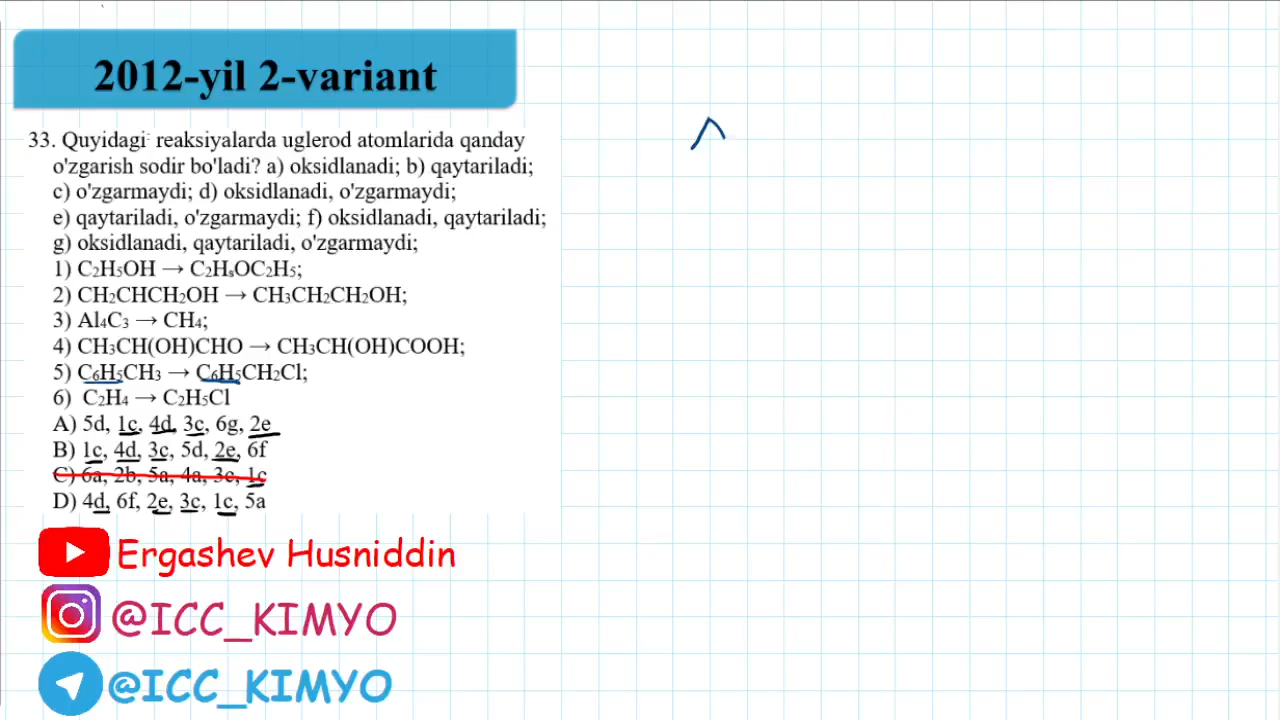 2012-yil 2-variant
33. Quyidagi reaksiyalarda uglerod atomlarida qanday
o'zgarish sodir bo'ladi? a) oksidlanadi; b) qaytariladi;
c) o'zgarmaydi; d) oksidlanadi, o'zgarmaydi;
e) qaytariladi, o'zgarmaydi; f) oksidlanadi, qaytariladi;
g) oksidlanadi, qaytariladi, o'zgarmaydi;
1) C₂H₅OH → C₂H₅OC₂H₅;
2) CH₂CHCH₂OH → CH₃CH₂CH₂OH;
3) Al₄C₃ → CH₄;
4) CH₃CH(OH)CHO → CH₃CH(OH)COOH;
5) C₆H₅CH₃ → C₆H₅CH₂Cl;
6) C₂H₄ → C₂H₅Cl
A) 5d, 1c, 4d, 3c, 6g, 2e
B) 1c, 4d, 3c, 5d, 2e, 6f
C) 6a, 2b, 5a, 4a, 3c, 1c
D) 4d, 6f, 2e, 3c, 1c, 5a
Ergashev Husniddin
@ICC_KIMYO
@ICC_KIMYO